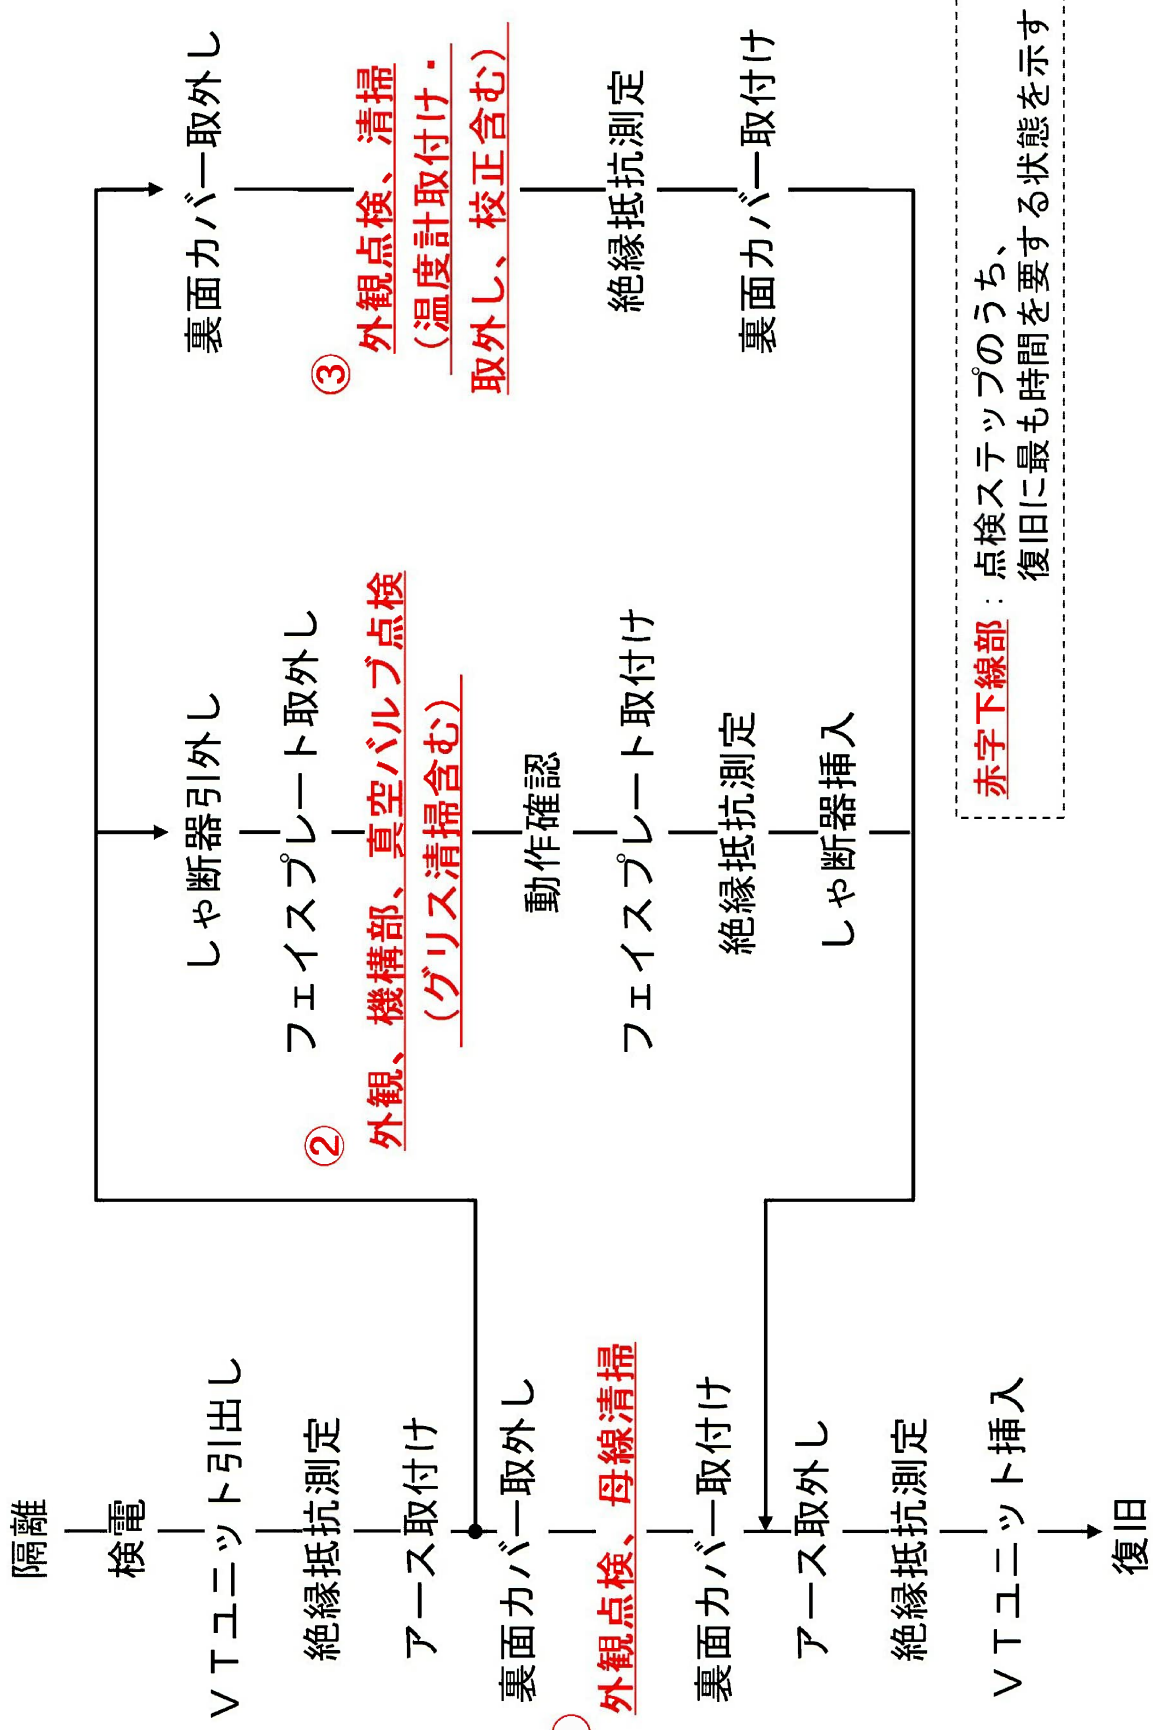 隔離
検電
VTユニット引出し
絶縁抵抗測定
アース取付け
裏面カバー取外し
外観点検、母線清掃
裏面カバー取付け
アース取外し
絶縁抵抗測定
VTユニット挿入
復旧
②
しゃ断器引外し
フェイスプレート取外し
外観、機構部、真空バルブ点検
（グリス清掃含む）
動作確認
フェイスプレート取付け
絶縁抵抗測定
しゃ断器挿入
③
裏面カバー取外し
外観点検、清掃
（温度計取付け・
取外し、校正含む）
絶縁抵抗測定
裏面カバー取付け
赤字下線部：点検ステップのうち、
復旧に最も時間を要する状態を示す